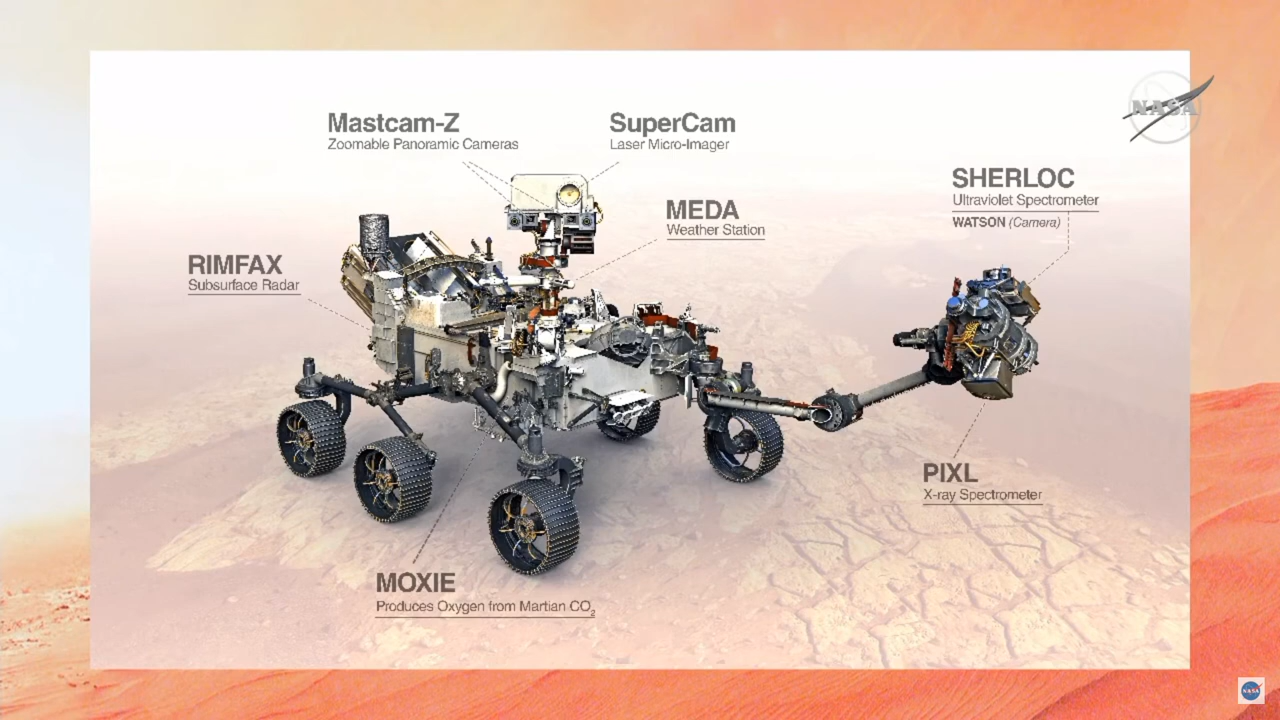 Mastcam-Z
Zoomable Panoramic Cameras
SuperCam
Laser Micro-Imager
NASA
SHERLOC
Ultraviolet Spectrometer
WATSON (Camera)
MEDA
Weather Station
RIMFAX
Subsurface Radar
PIXL
X-ray Spectrometer
MOXIE
Produces Oxygen from Martian CO₂
NASA